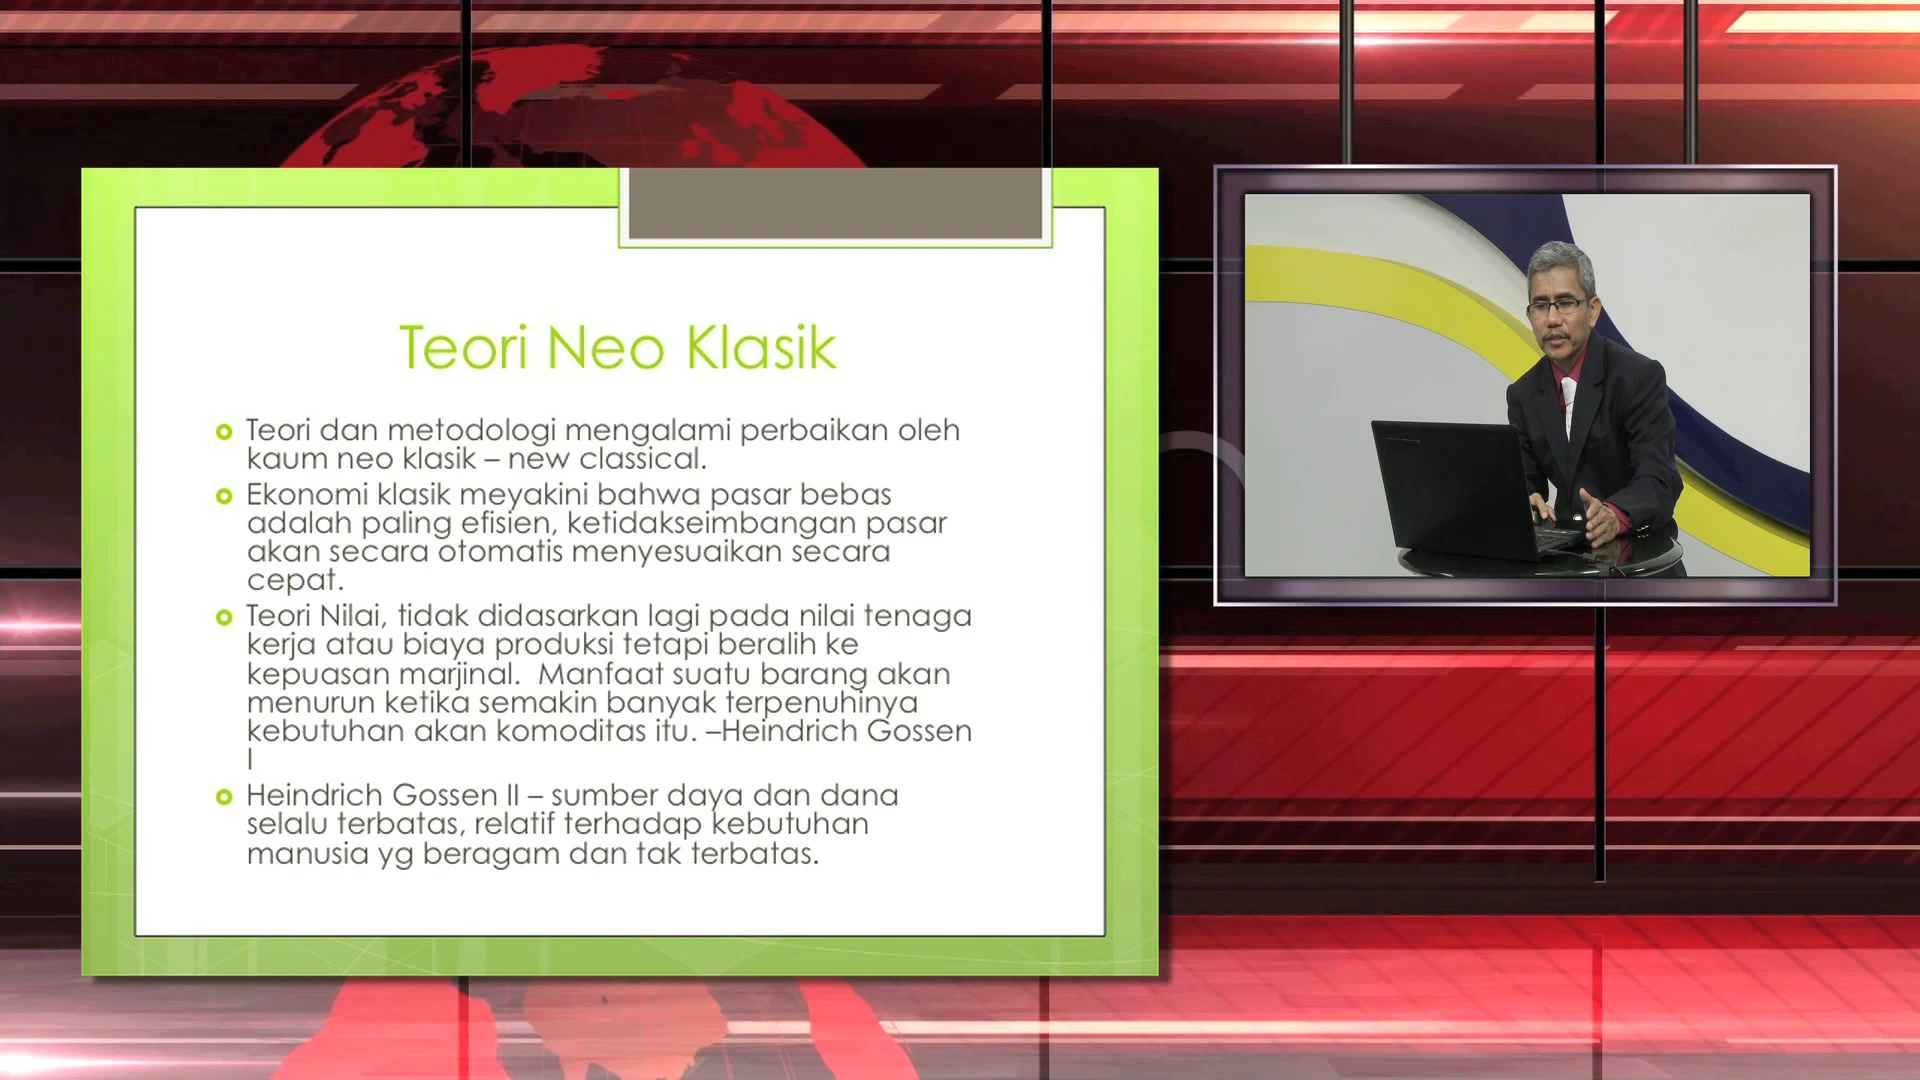 Teori Neo Klasik
Teori dan metodologi mengalami perbaikan oleh
kaum neo klasik – new classical.
Ekonomi klasik meyakini bahwa pasar bebas
adalah paling efisien, ketidakseimbangan pasar
akan secara otomatis menyesuaikan secara
cepat.
Teori Nilai, tidak didasarkan lagi pada nilai tenaga
kerja atau biaya produksi tetapi beralih ke
kepuasan marjinal.  Manfaat suatu barang akan
menurun ketika semakin banyak terpenuhinya
kebutuhan akan komoditas itu. –Heindrich Gossen
I
Heindrich Gossen II – sumber daya dan dana
selalu terbatas, relatif terhadap kebutuhan
manusia yg beragam dan tak terbatas.